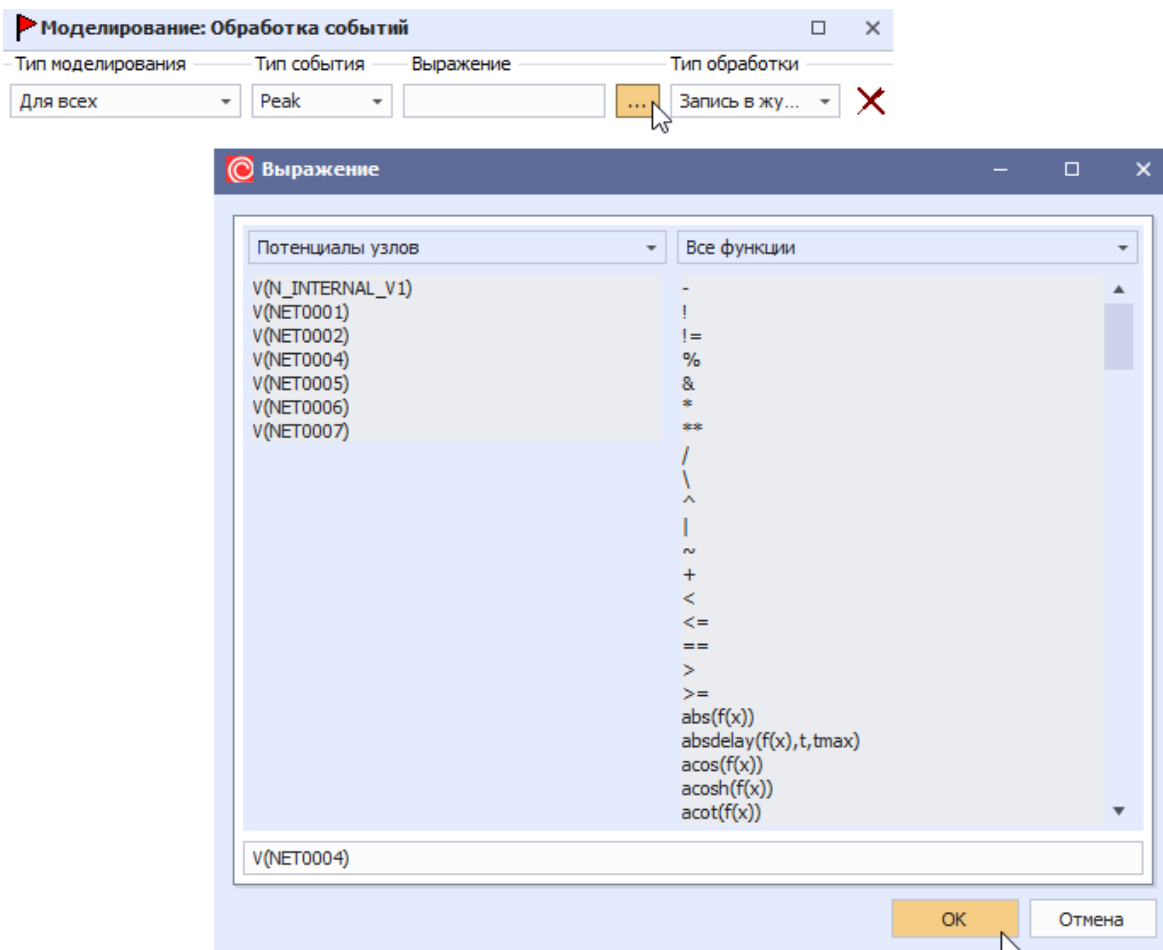 Моделирование: Обработка событий
Тип моделирования Тип события Выражение Тип обработки
Для всех Peak ... Запись в жу...
Выражение
Потенциалы узлов Все функции
V(N_INTERNAL_V1) -
V(NET0001) !
V(NET0002) !=
V(NET0004) %
V(NET0005) &
V(NET0006) *
V(NET0007) **
/
\
^
|
~
+
<
<=
==
>
>=
abs(f(x))
absdelay(f(x),t,tmax)
acos(f(x))
acosh(f(x))
acot(f(x))
V(NET0004)
OK Отмена